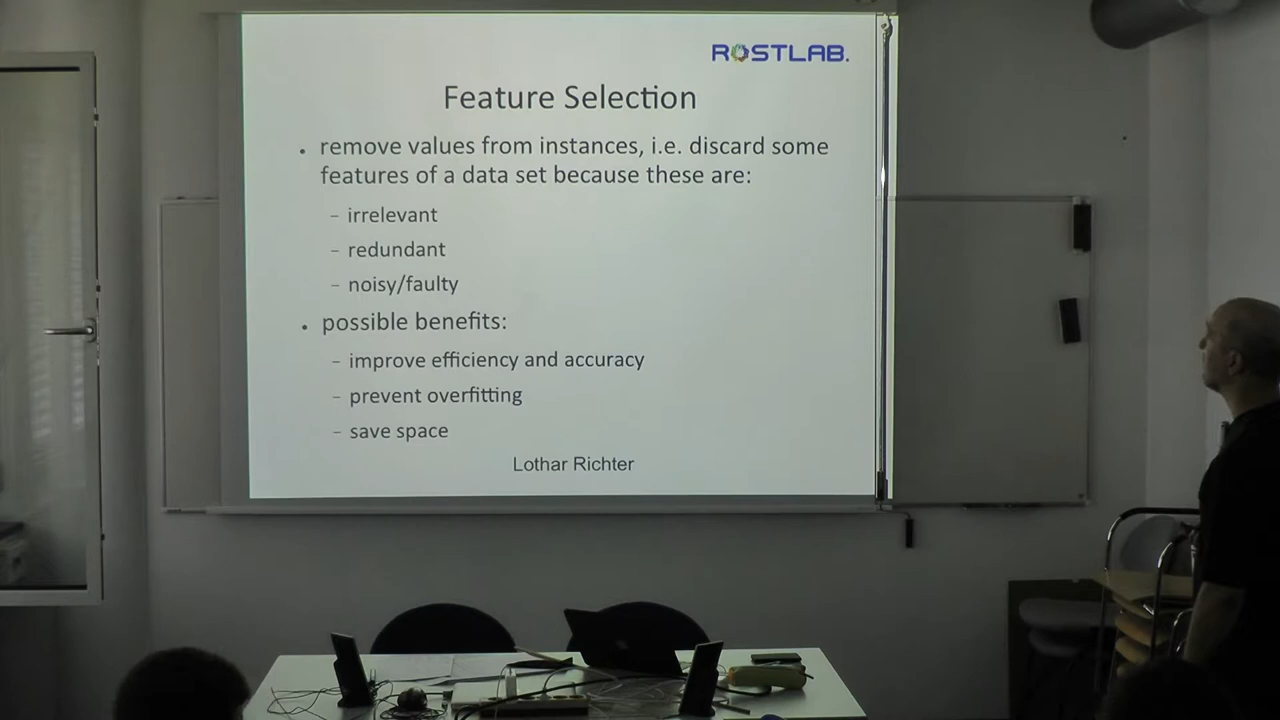 ROSTLAB.
Feature Selection
• remove values from instances, i.e. discard some
features of a data set because these are:
– irrelevant
– redundant
– noisy/faulty
• possible benefits:
– improve efficiency and accuracy
– prevent overfitting
– save space
Lothar Richter